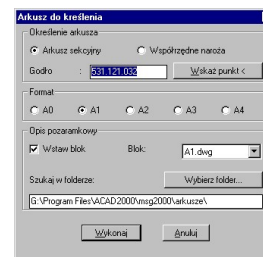 Arkusz do kreślenia
Określenie arkusza
Arkusz sekcyjny Współrzędne naroża
Godło : 531.121.032 Wskaż punkt <
Format
A0 A1 A2 A3 A4
Opis pozaramkowy
Wstaw blok Blok: A1.dwg
Szukaj w folderze: Wybierz folder...
G:\Program Files\ACAD2000\msg2000\arkusze\
Wykonaj Anuluj